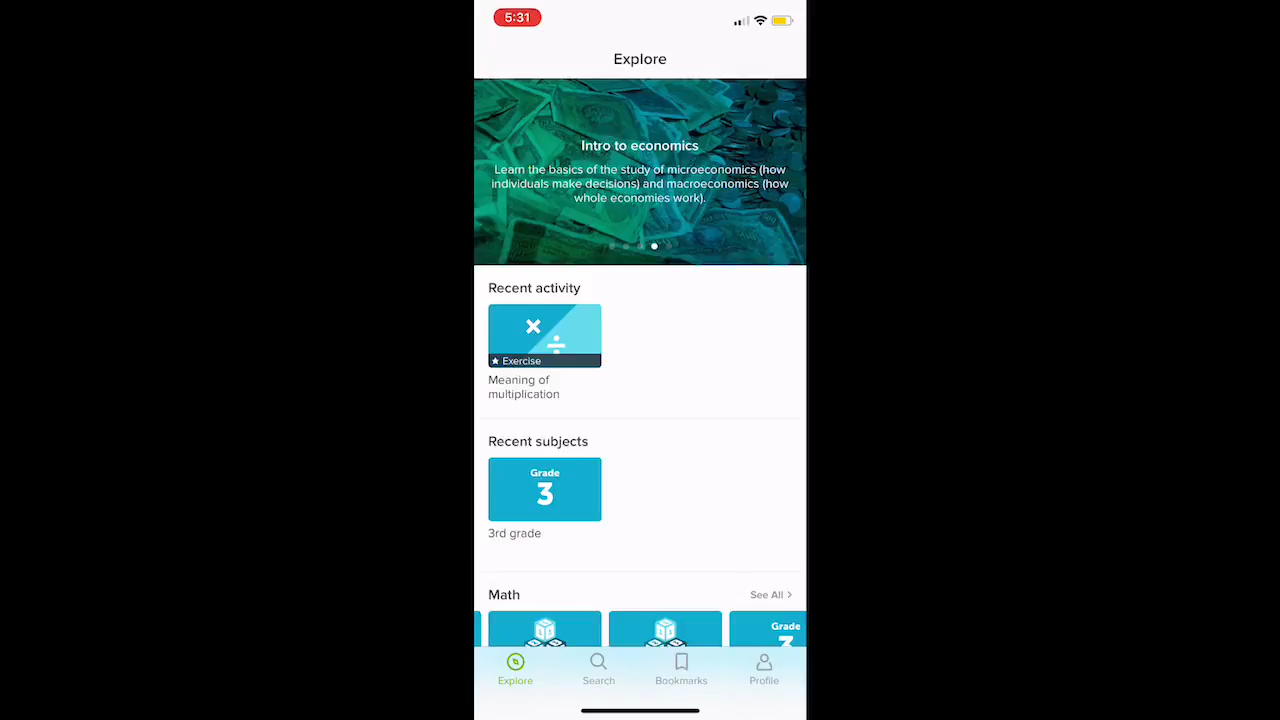 5:31
Explore
Intro to economics
Learn the basics of the study of microeconomics (how
individuals make decisions) and macroeconomics (how
whole economies work).
Recent activity
Exercise
Meaning of
multiplication
Recent subjects
Grade
3
3rd grade
Math
See All >
Grade
3
Explore
Search
Bookmarks
Profile